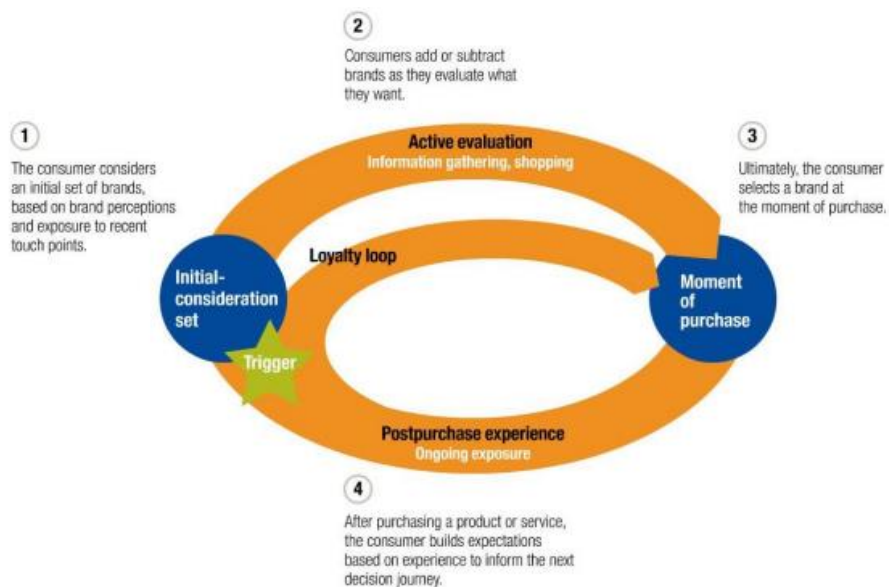 1
The consumer considers
an initial set of brands,
based on brand perceptions
and exposure to recent
touch points.
2
Consumers add or subtract
brands as they evaluate what
they want.
3
Ultimately, the consumer
selects a brand at
the moment of purchase.
Active evaluation
Information gathering, shopping
Loyalty loop
Initial-
consideration
set
Trigger
Moment
of
purchase
Postpurchase experience
Ongoing exposure
4
After purchasing a product or service,
the consumer builds expectations
based on experience to inform the next
decision journey.